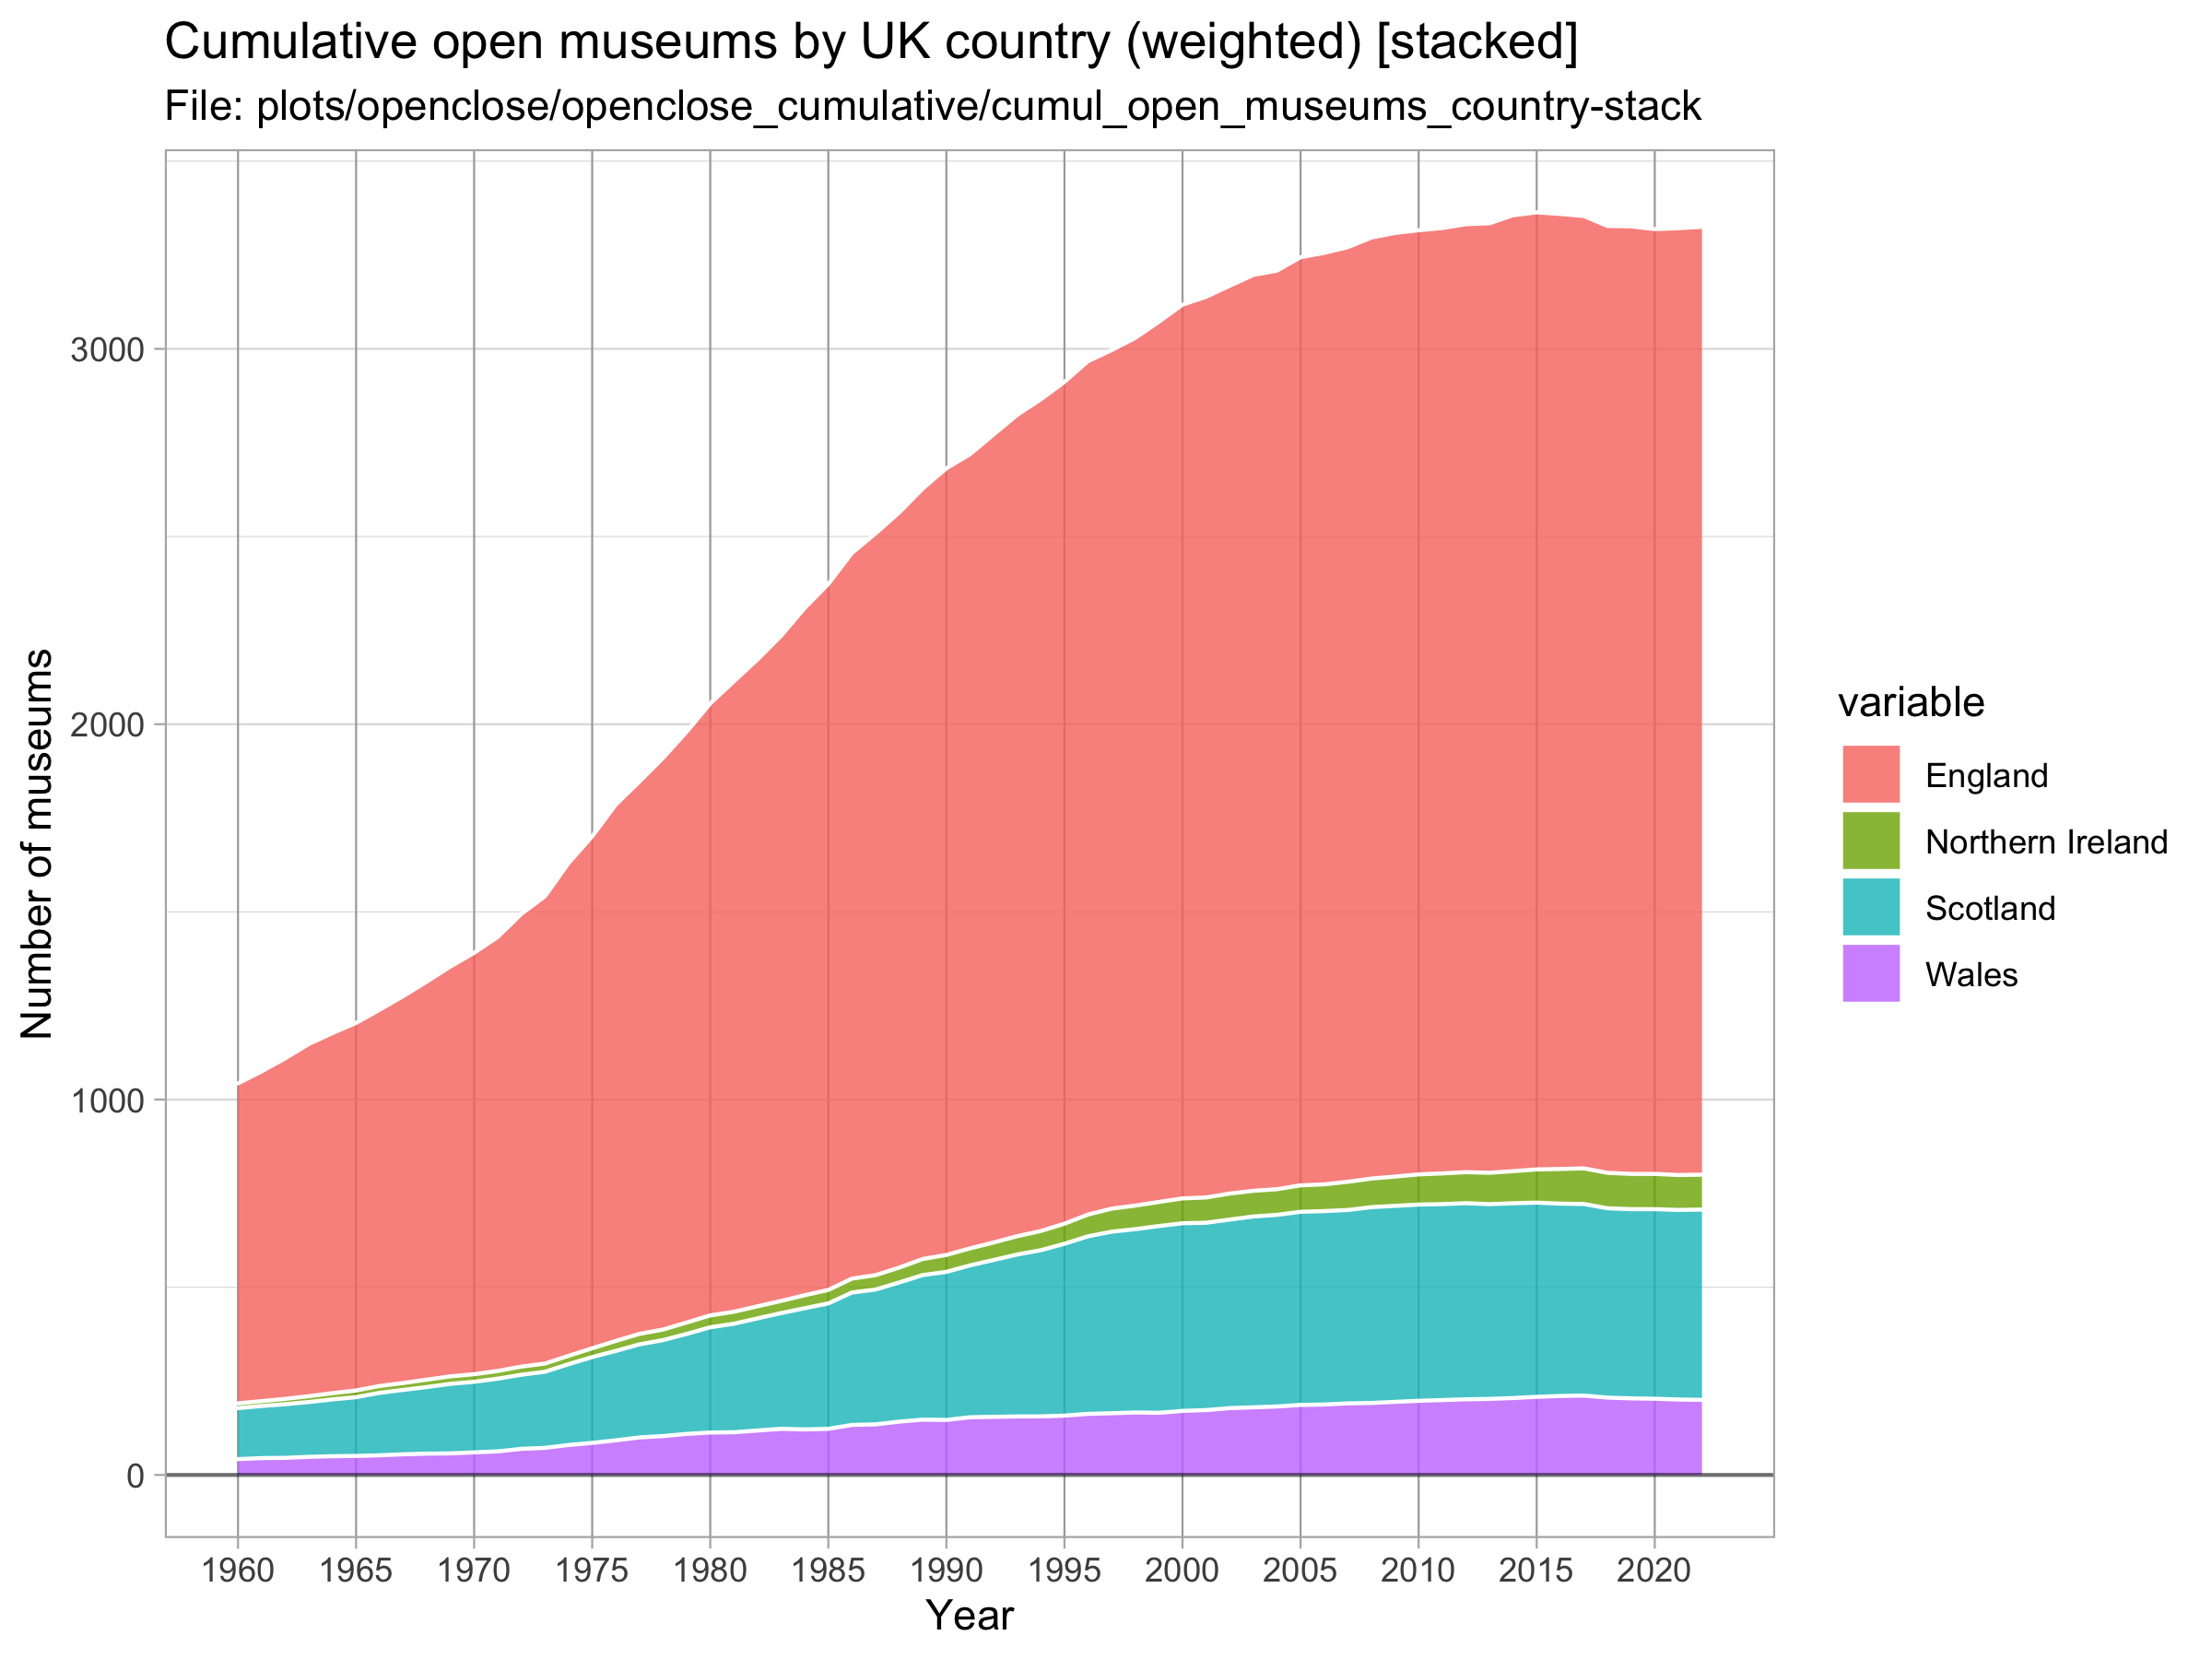 Cumulative open museums by UK country (weighted) [stacked]
File: plots/openclose/openclose_cumulative/cumul_open_museums_country-stack
Number of museums
3000
2000
1000
0
1960 1965 1970 1975 1980 1985 1990 1995 2000 2005 2010 2015 2020
Year
variable
England
Northern Ireland
Scotland
Wales